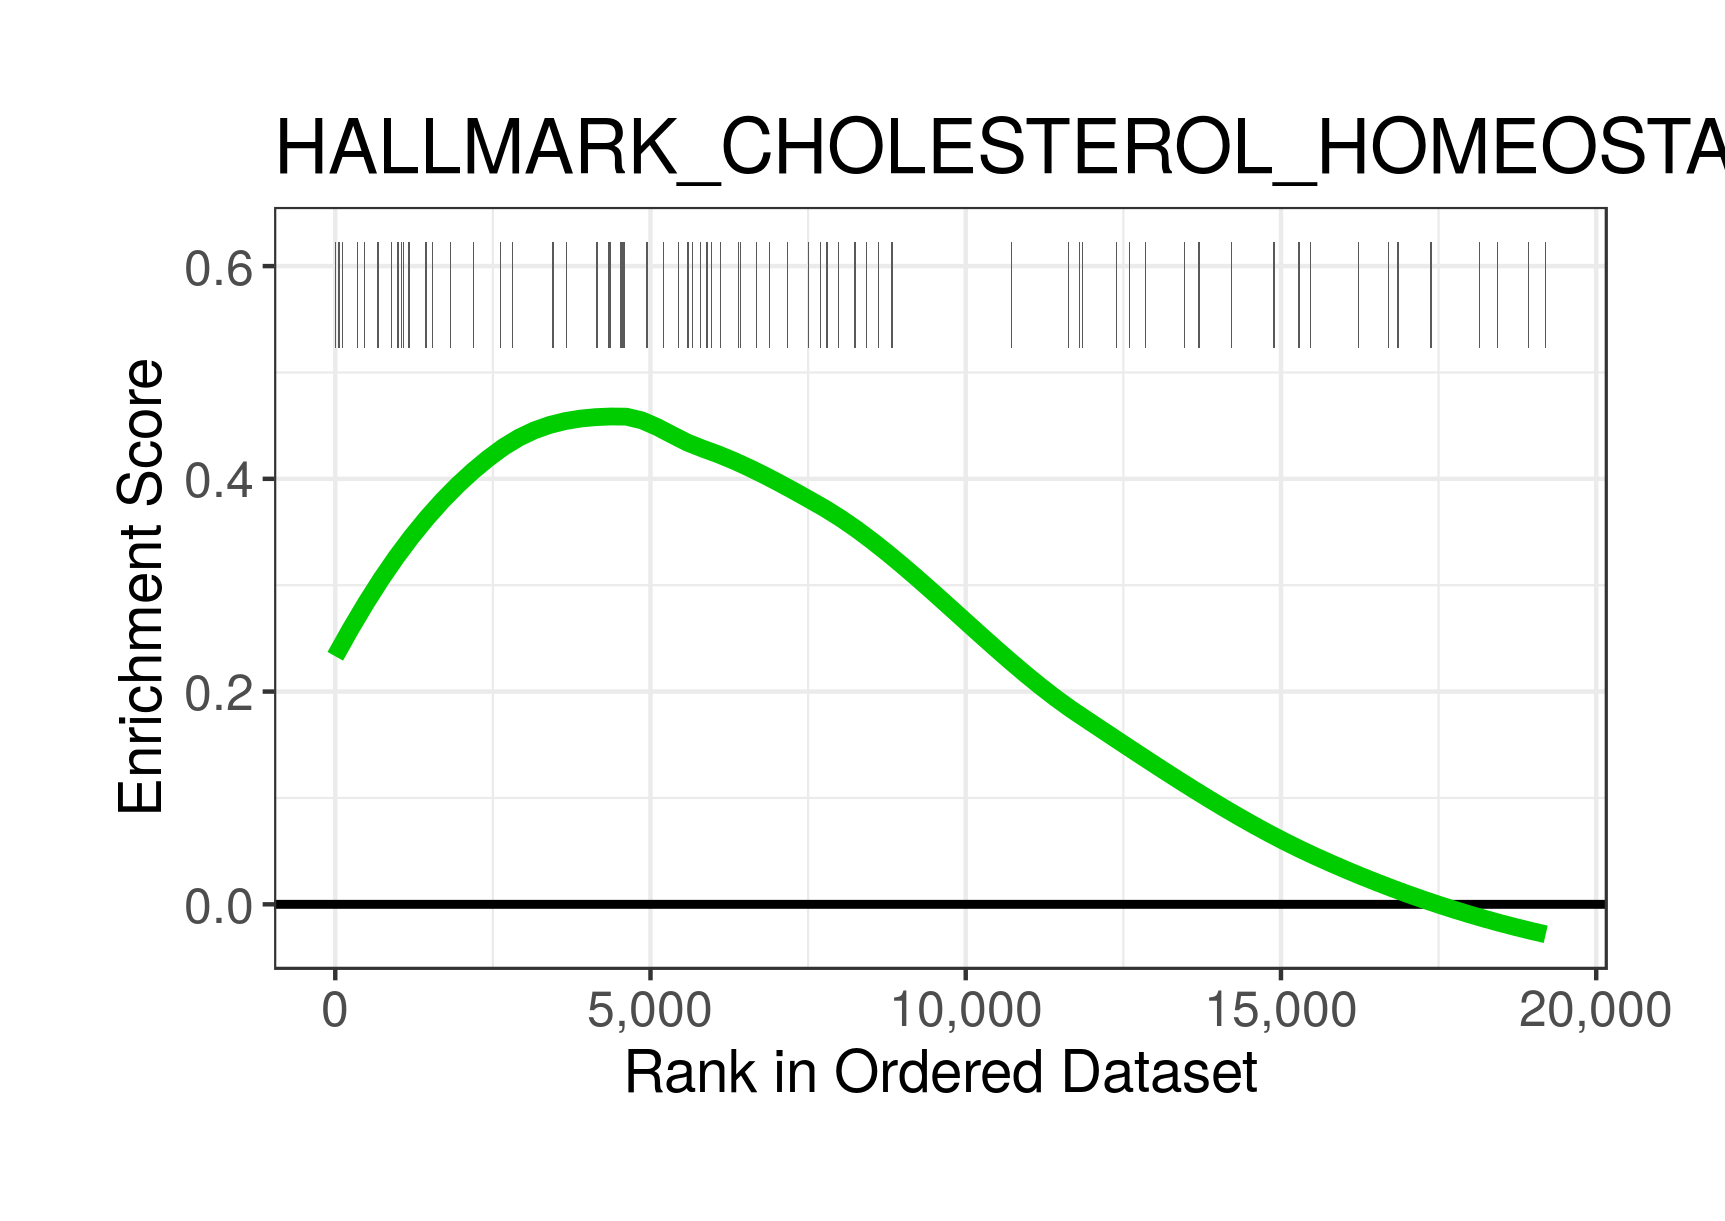 HALLMARK_CHOLESTEROL_HOMEOSTA
0.6
0.4
0.2
0.0
Enrichment Score
0 5,000 10,000 15,000 20,000
Rank in Ordered Dataset